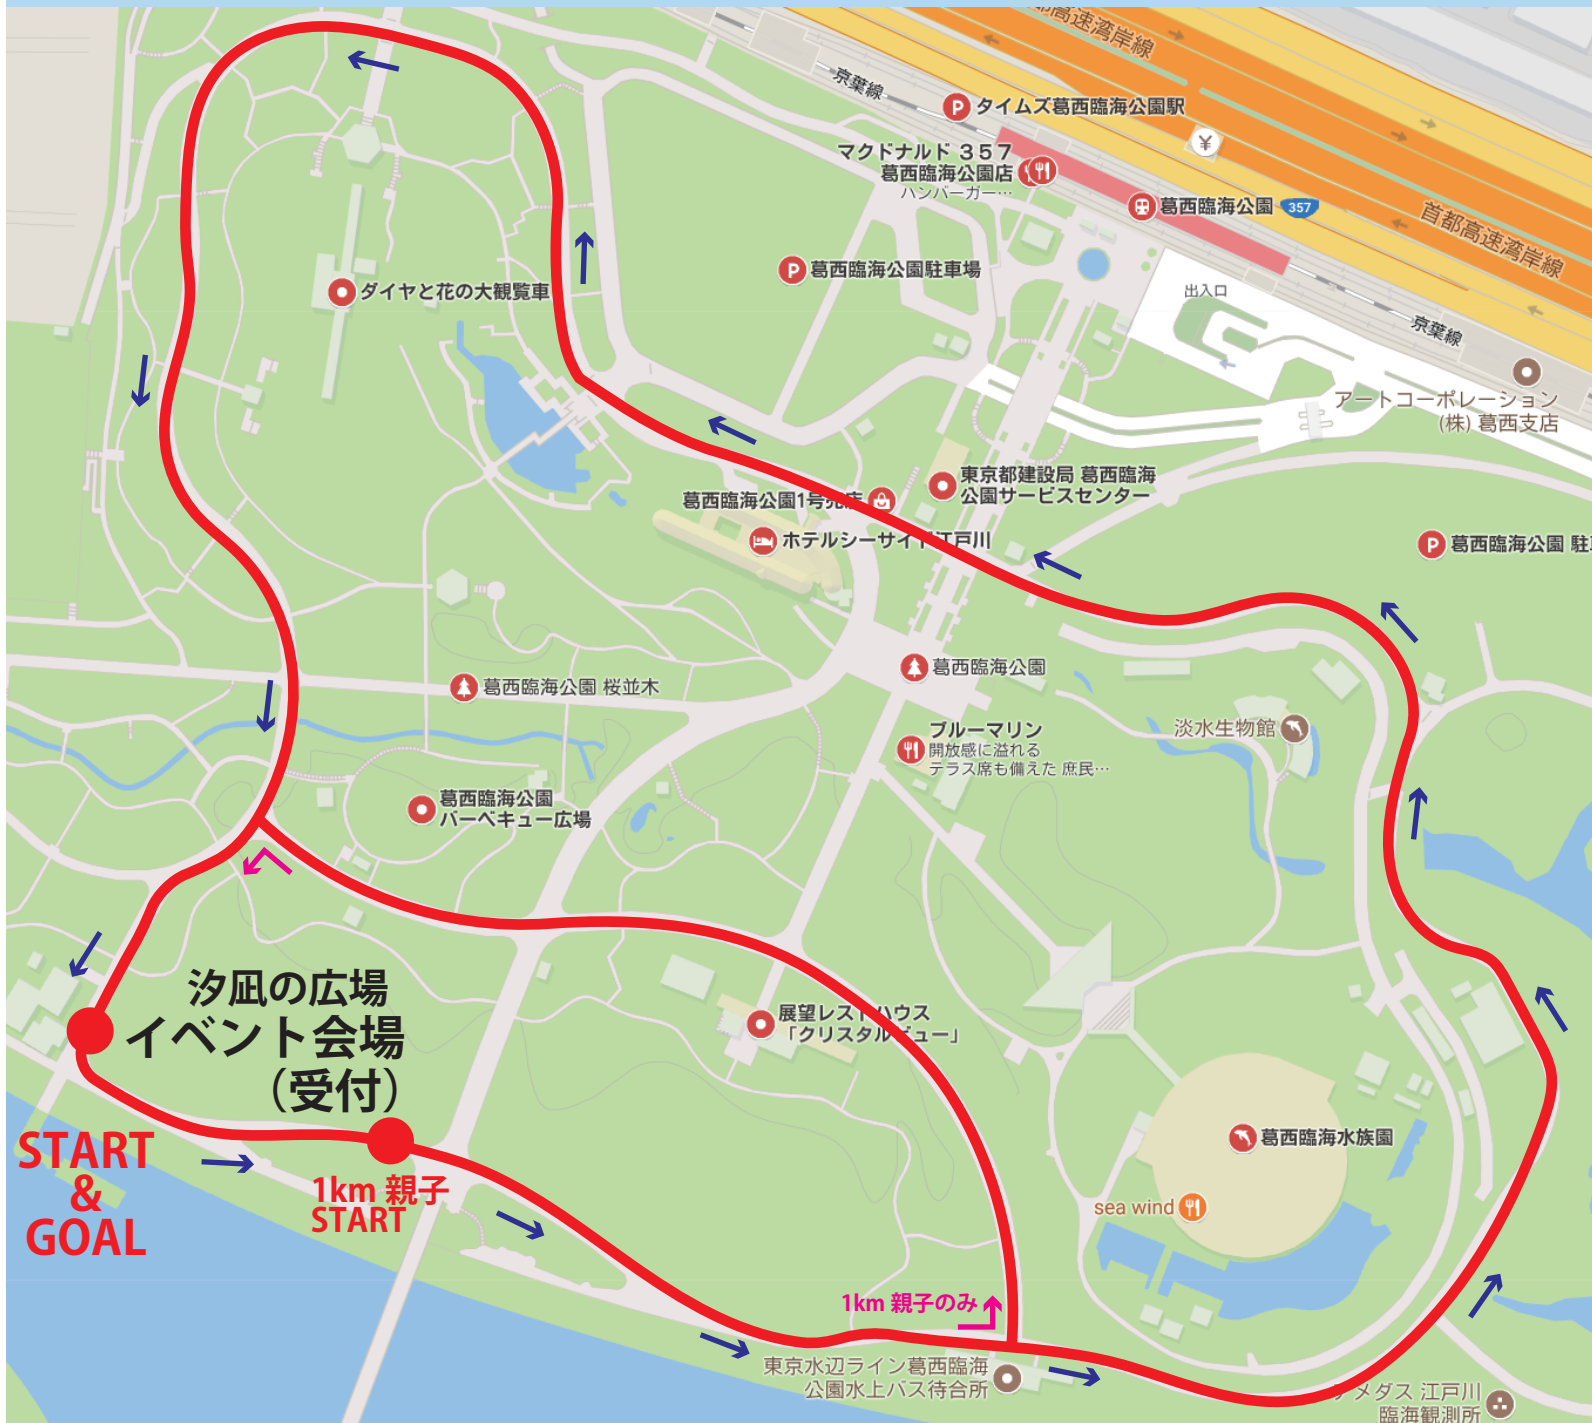 都高速湾岸線
京葉線
タイムズ葛西臨海公園駅
マクドナルド 357
葛西臨海公園店
ハンバーガー…
葛西臨海公園
357
首都高速湾岸線
葛西臨海公園駐車場
出入口
ダイヤと花の大観覧車
京葉線
アートコーポレーション
(株) 葛西支店
東京都建設局 葛西臨海
公園サービスセンター
葛西臨海公園1号売店
ホテルシーサイド江戸川
葛西臨海公園 駐
葛西臨海公園
葛西臨海公園 桜並木
淡水生物館
ブルーマリン
開放感に溢れる
テラス席も備えた 庶民…
葛西臨海公園
バーベキュー広場
汐凪の広場
イベント会場
（受付）
展望レストハウス
「クリスタルビュー」
START
&
GOAL
1km 親子
START
葛西臨海水族園
sea wind
1km 親子のみ
東京水辺ライン葛西臨海
公園水上バス待合所
アメダス 江戸川
臨海観測所